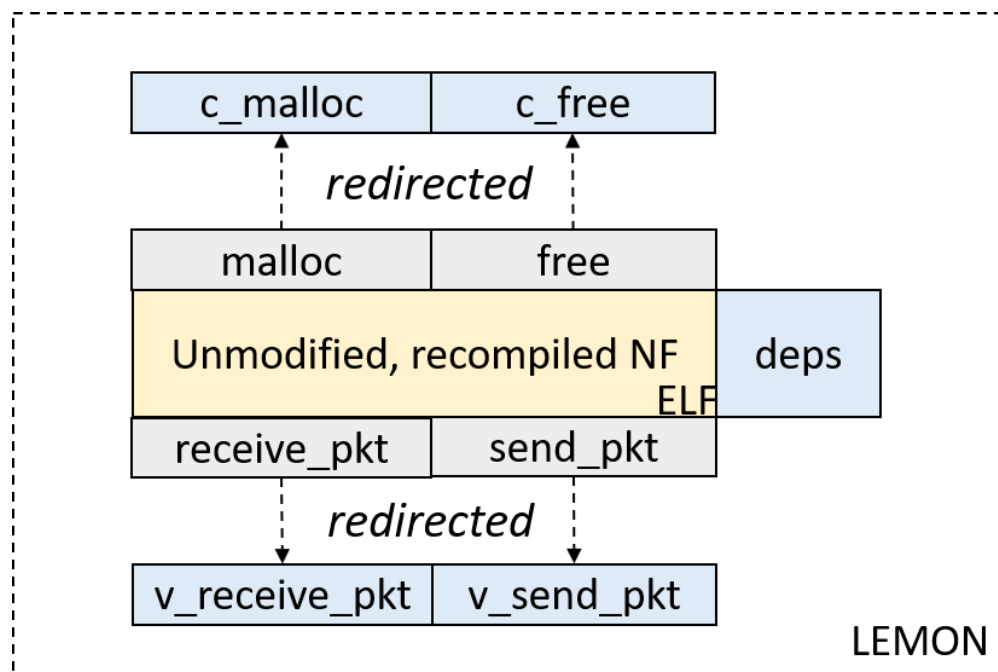 c_malloc c_free
redirected
malloc free
Unmodified, recompiled NF deps
ELF
receive_pkt send_pkt
redirected
v_receive_pkt v_send_pkt
LEMON